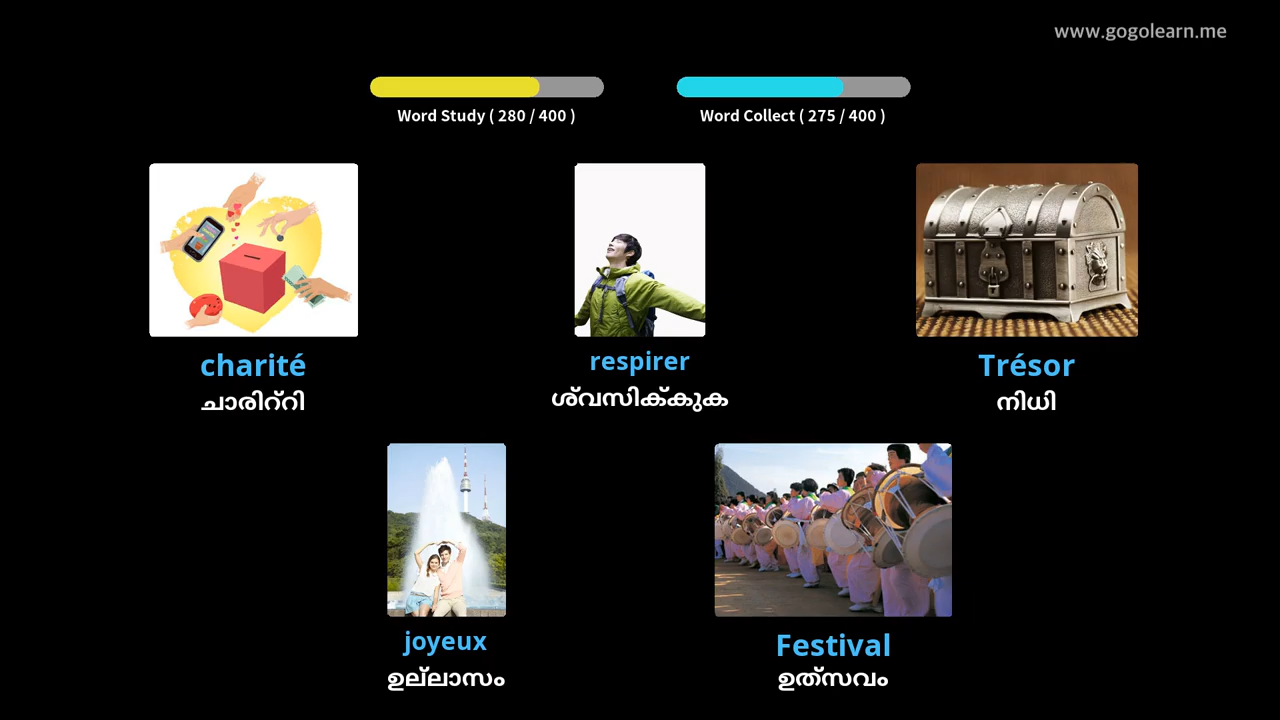 www.gogolearn.me
Word Study ( 280 / 400 )
Word Collect ( 275 / 400 )
charité
ചാരിറ്റി
respirer
ശ്വസിക്കുക
Trésor
നിധി
joyeux
ഉല്ലാസം
Festival
ഉത്സവം